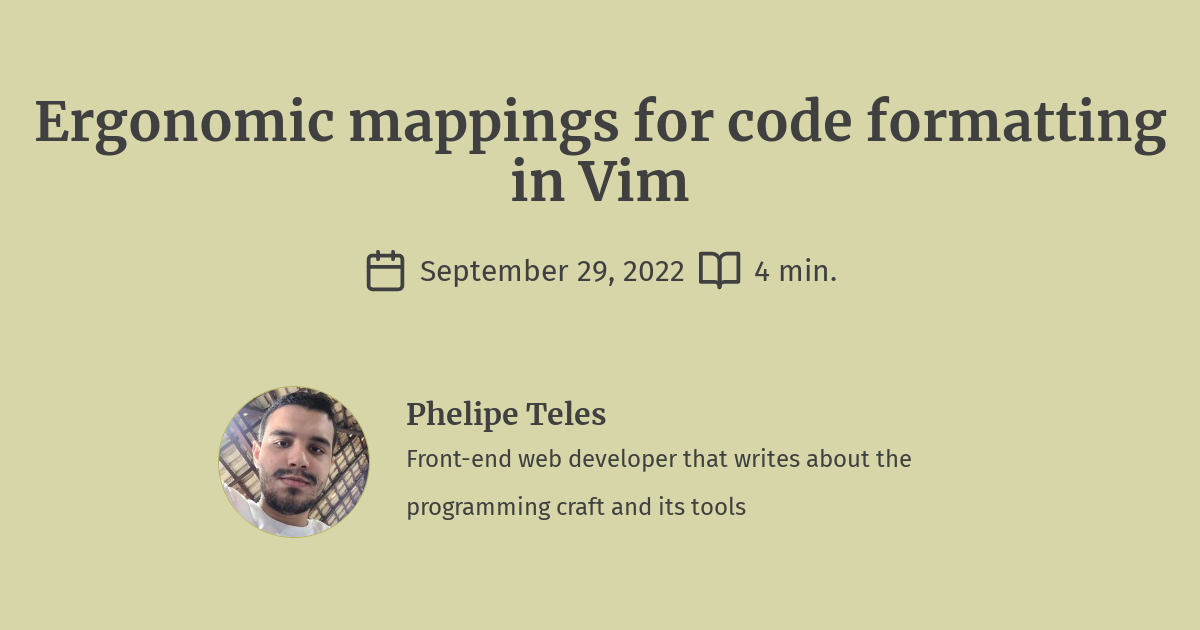 Ergonomic mappings for code formatting
in Vim
September 29, 2022 4 min.
Phelipe Teles
Front-end web developer that writes about the
programming craft and its tools